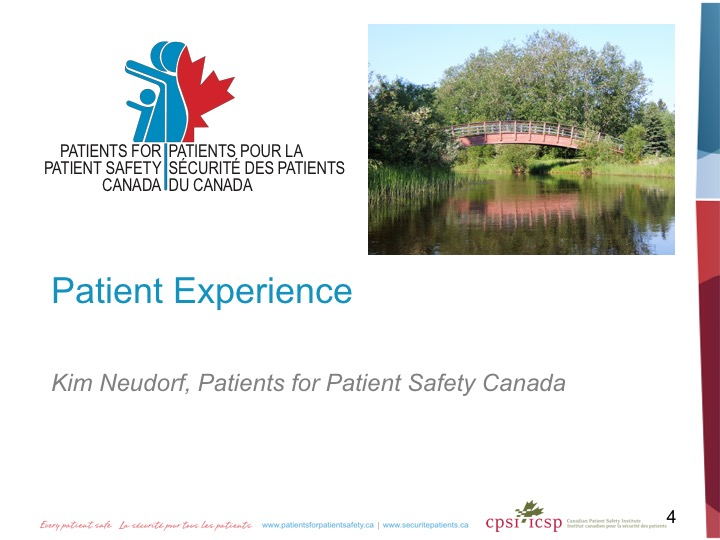 PATIENTS FOR PATIENTS POUR LA
PATIENT SAFETY SÉCURITÉ DES PATIENTS
CANADA DU CANADA
Patient Experience
Kim Neudorf, Patients for Patient Safety Canada
Every patient safe La sécurité pour tous les patients
www.patientsforpatientsafety.ca | www.securitepatients.ca
cpsi icsp
Canadian Patient Safety Institute
Institut canadien pour la sécurité des patients
4